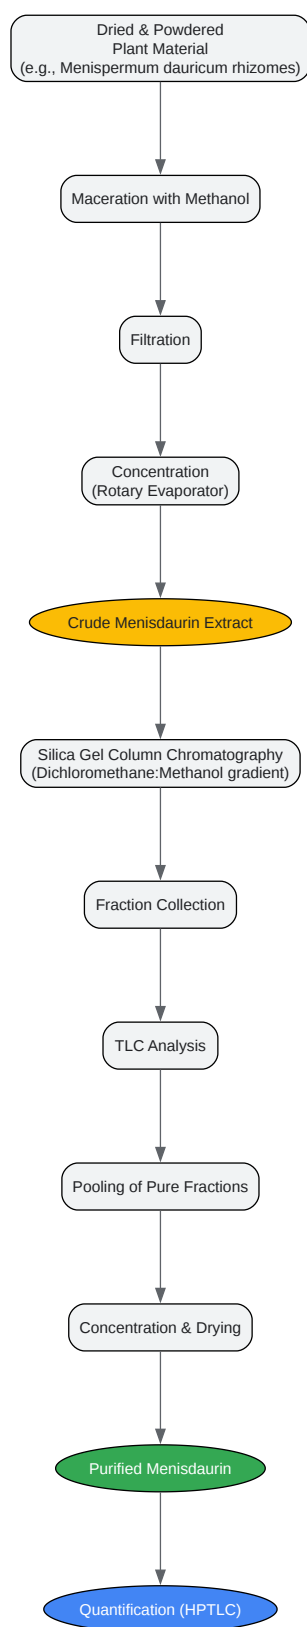 Dried & Powdered
Plant Material
(e.g., Menispermum dauricum rhizomes)
Maceration with Methanol
Filtration
Concentration
(Rotary Evaporator)
Crude Menisdaurin Extract
Silica Gel Column Chromatography
(Dichloromethane:Methanol gradient)
Fraction Collection
TLC Analysis
Pooling of Pure Fractions
Concentration & Drying
Purified Menisdaurin
Quantification (HPTLC)